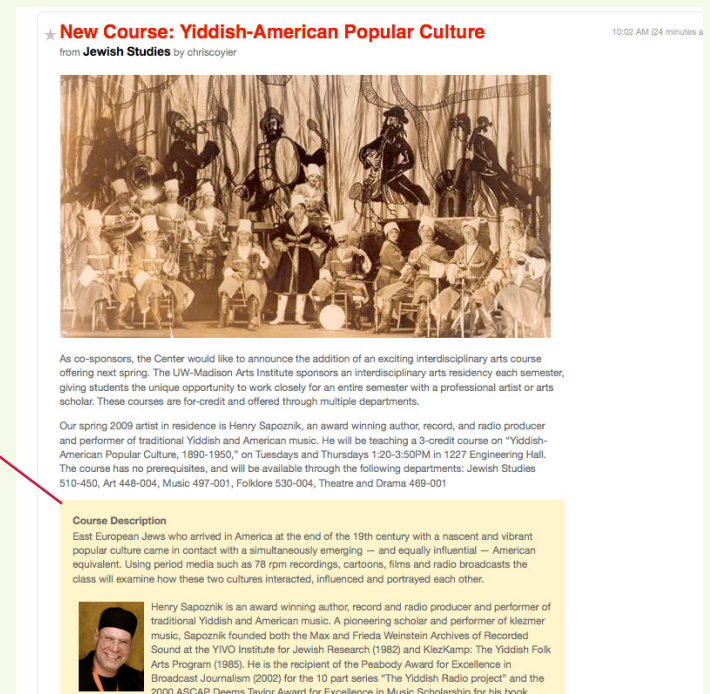 New Course: Yiddish-American Popular Culture
10:02 AM (24 minutes a
from Jewish Studies by chriscoyier
As co-sponsors, the Center would like to announce the addition of an exciting interdisciplinary arts course
offering next spring. The UW-Madison Arts Institute sponsors an interdisciplinary arts residency each semester,
giving students the unique opportunity to work closely for an entire semester with a professional artist or arts
scholar. These courses are for-credit and offered through multiple departments.
Our spring 2009 artist in residence is Henry Sapoznik, an award winning author, record, and radio producer
and performer of traditional Yiddish and American music. He will be teaching a 3-credit course on “Yiddish-
American Popular Culture, 1890-1950,” on Tuesdays and Thursdays 1:20-3:50PM in 1227 Engineering Hall.
The course has no prerequisites, and will be available through the following departments: Jewish Studies
510-450, Art 448-004, Music 497-001, Folklore 530-004, Theatre and Drama 469-001
Course Description
East European Jews who arrived in America at the end of the 19th century with a nascent and vibrant
popular culture came in contact with a simultaneously emerging — and equally influential — American
equivalent. Using period media such as 78 rpm recordings, cartoons, films and radio broadcasts the
class will examine how these two cultures interacted, influenced and portrayed each other.
Henry Sapoznik is an award winning author, record and radio producer and performer of
traditional Yiddish and American music. A pioneering scholar and performer of klezmer
music, Sapoznik founded both the Max and Frieda Weinstein Archives of Recorded
Sound at the YIVO Institute for Jewish Research (1982) and KlezKamp: The Yiddish Folk
Arts Program (1985). He is the recipient of the Peabody Award for Excellence in
Broadcast Journalism (2002) for the 10 part series “The Yiddish Radio project” and the
2000 ASCAP Deems Taylor Award for Excellence in Music Scholarship for his book